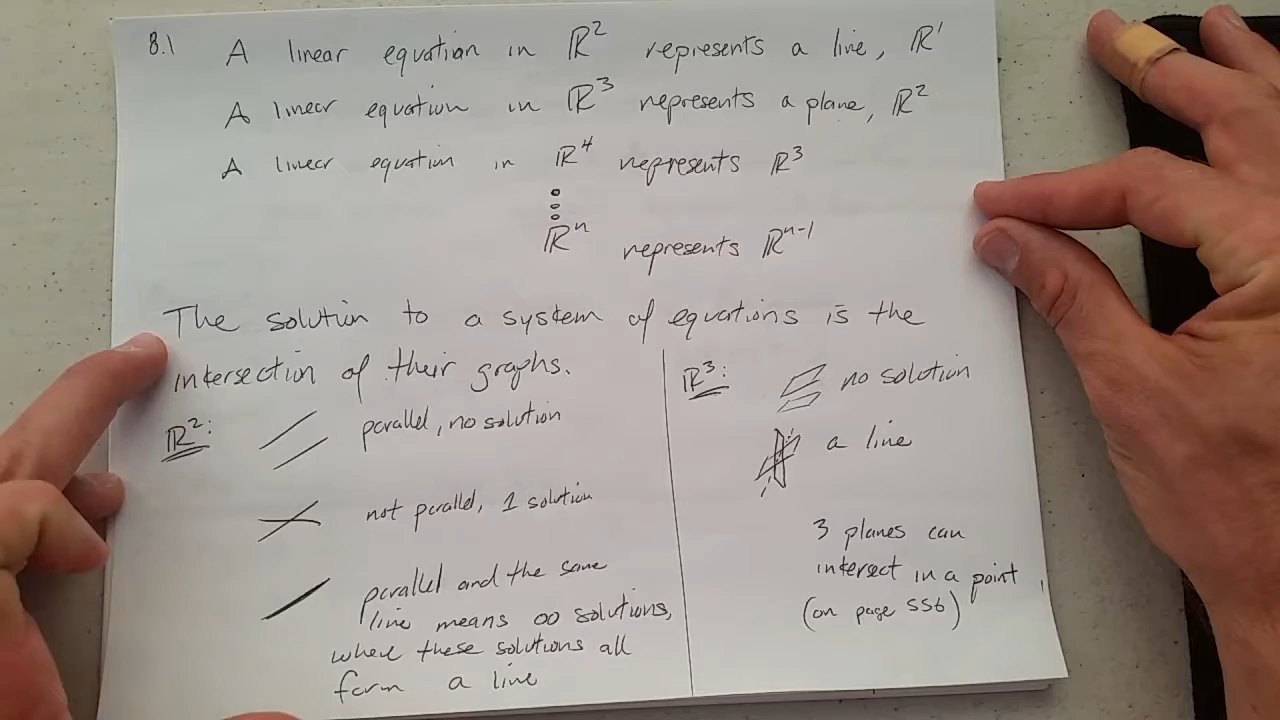 8.1 A linear equation in ℝ² represents a line, ℝ¹
A linear equation in ℝ³ represents a plane, ℝ²
A linear equation in ℝ⁴ represents ℝ³
ℝⁿ represents ℝⁿ⁻¹
The solution to a system of equations is the
intersection of their graphs.
ℝ²:
parallel, no solution
not parallel, 1 solution
parallel and the same
line means ∞ solutions,
where these solutions all
form a line
ℝ³:
no solution
a line
3 planes can
intersect in a point
(on page 556)